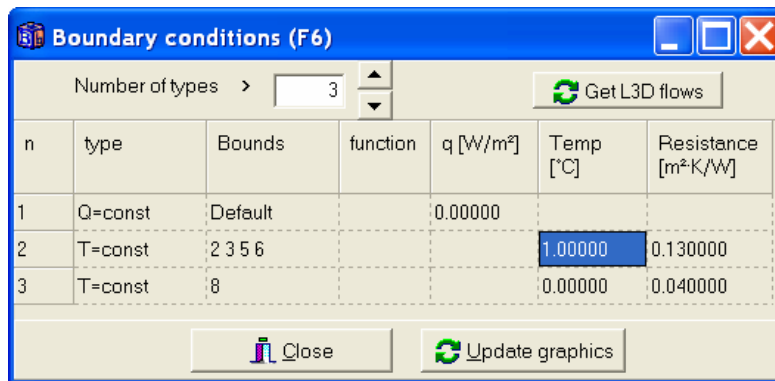 Boundary conditions (F6)
Number of types > 3 Get L3D flows
n type Bounds function q [W/m²] Temp [°C] Resistance [m²·K/W]
1 Q=const Default 0.00000
2 T=const 2 3 5 6 1.00000 0.130000
3 T=const 8 0.00000 0.040000
Close Update graphics